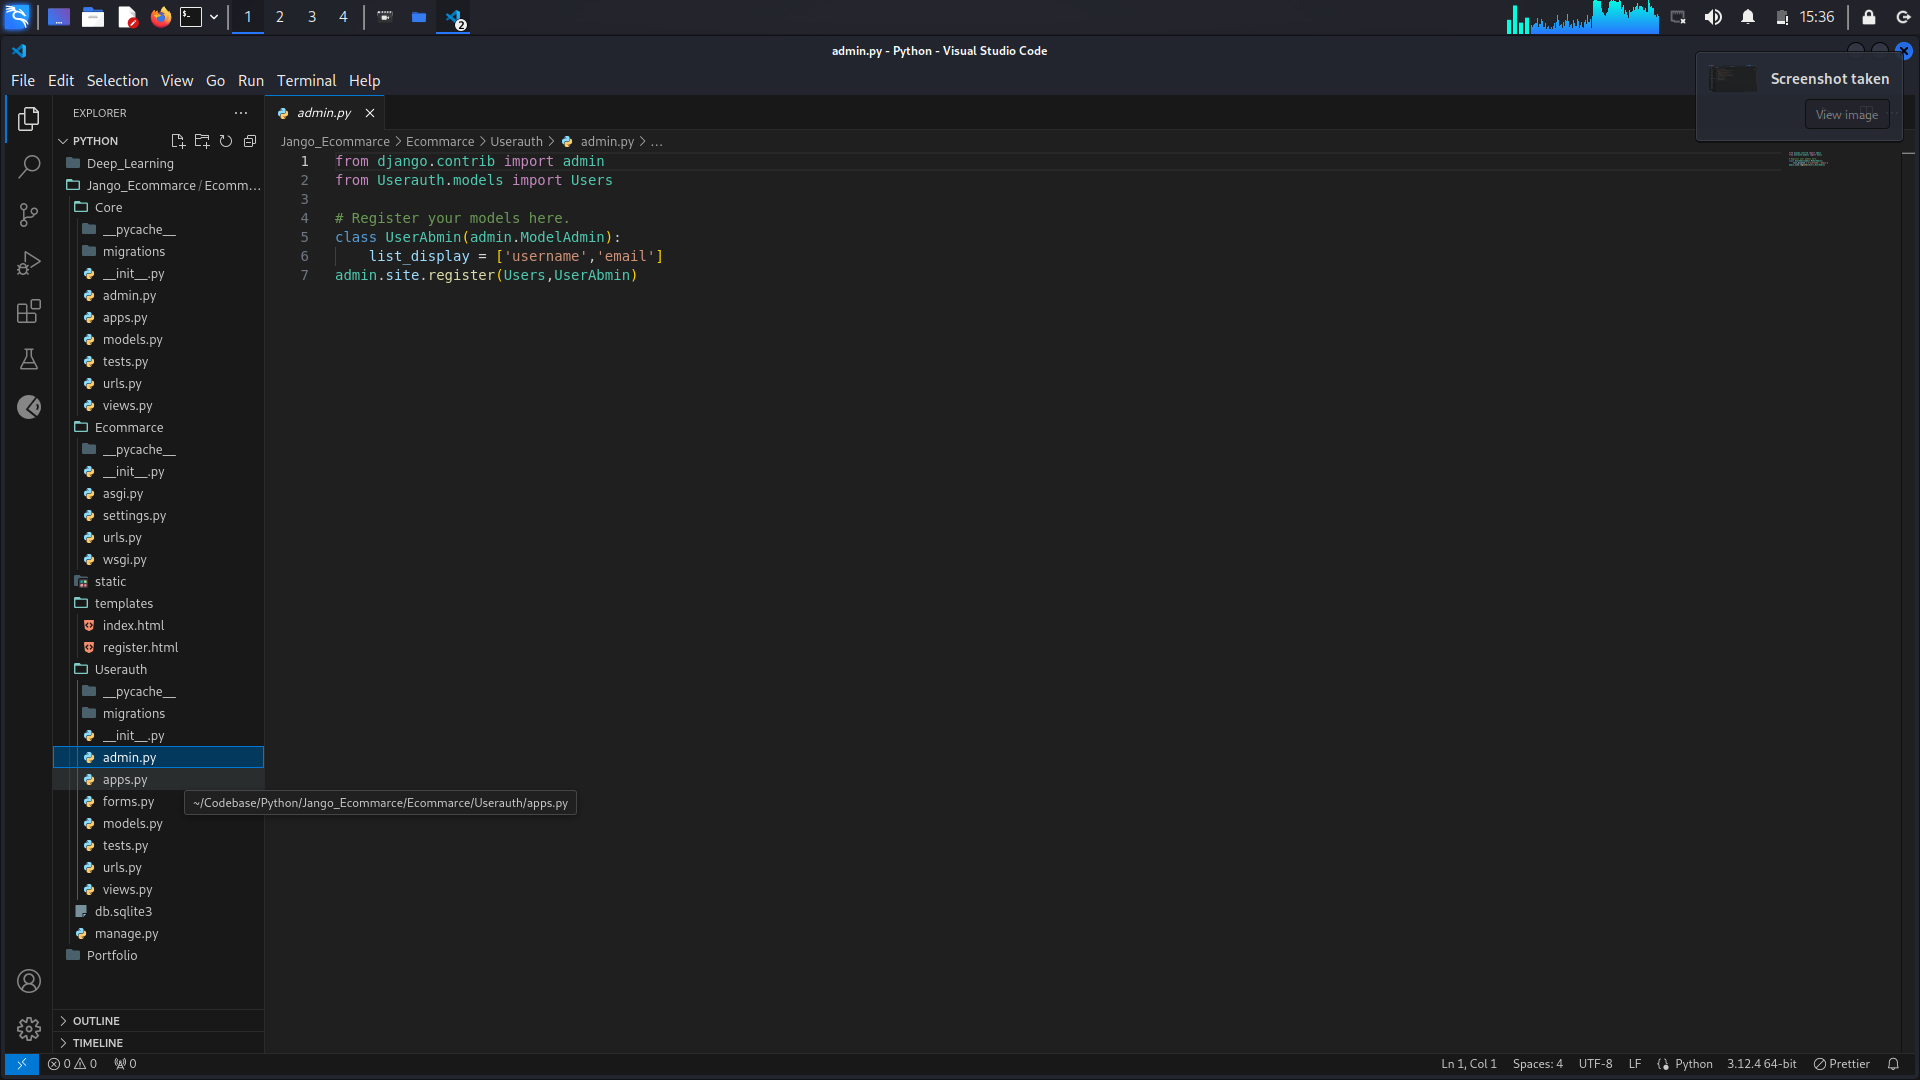 1
2
3
4
2
15:36
admin.py - Python - Visual Studio Code
File Edit Selection View Go Run Terminal Help
Screenshot taken
View image
EXPLORER
admin.py
PYTHON
Jango_Ecommarce > Ecommarce > Userauth > admin.py > ...
Deep_Learning
Jango_Ecommarce / Ecomm...
Core
__pycache__
migrations
__init__.py
admin.py
apps.py
models.py
tests.py
urls.py
views.py
Ecommarce
__pycache__
__init__.py
asgi.py
settings.py
urls.py
wsgi.py
static
templates
index.html
register.html
Userauth
__pycache__
migrations
__init__.py
admin.py
apps.py
forms.py
models.py
tests.py
urls.py
views.py
db.sqlite3
manage.py
Portfolio
OUTLINE
TIMELINE
1 from django.contrib import admin
2 from Userauth.models import Users
3
4 # Register your models here.
5 class UserAbmin(admin.ModelAdmin):
6     list_display = ['username','email']
7 admin.site.register(Users,UserAbmin)
~/Codebase/Python/Jango_Ecommarce/Ecommarce/Userauth/apps.py
0 0 0
Ln 1, Col 1 Spaces: 4 UTF-8 LF Python 3.12.4 64-bit Prettier